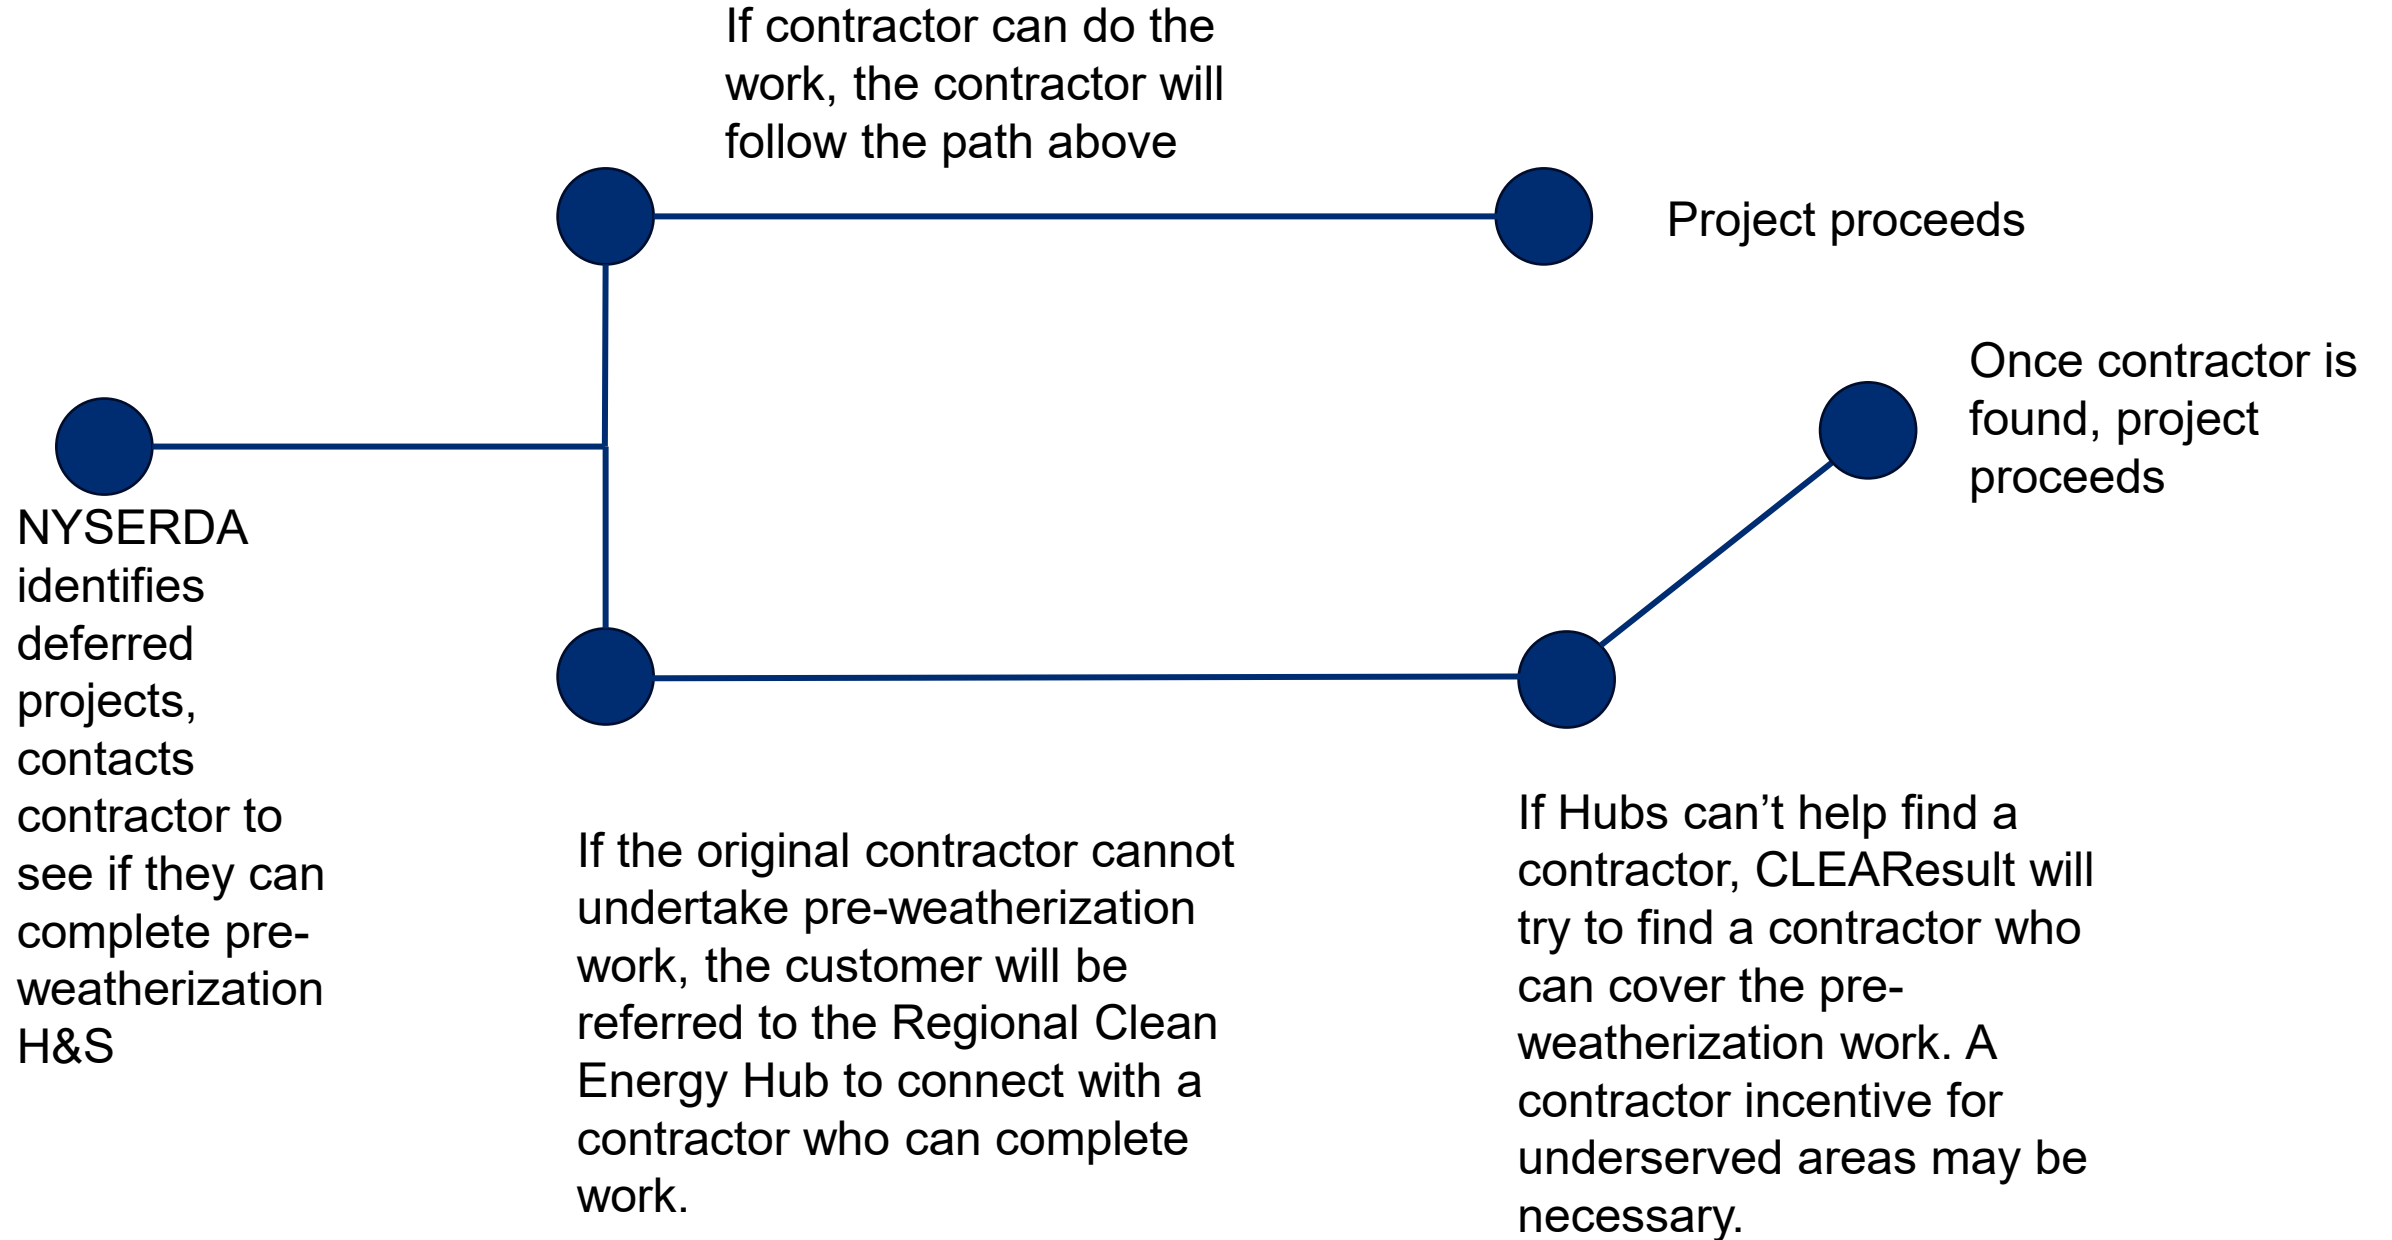 If contractor can do the
work, the contractor will
follow the path above
Project proceeds
Once contractor is
found, project
proceeds
NYSERDA
identifies
deferred
projects,
contacts
contractor to
see if they can
complete pre-
weatherization
H&S
If the original contractor cannot
undertake pre-weatherization
work, the customer will be
referred to the Regional Clean
Energy Hub to connect with a
contractor who can complete
work.
If Hubs can’t help find a
contractor, CLEAResult will
try to find a contractor who
can cover the pre-
weatherization work. A
contractor incentive for
underserved areas may be
necessary.